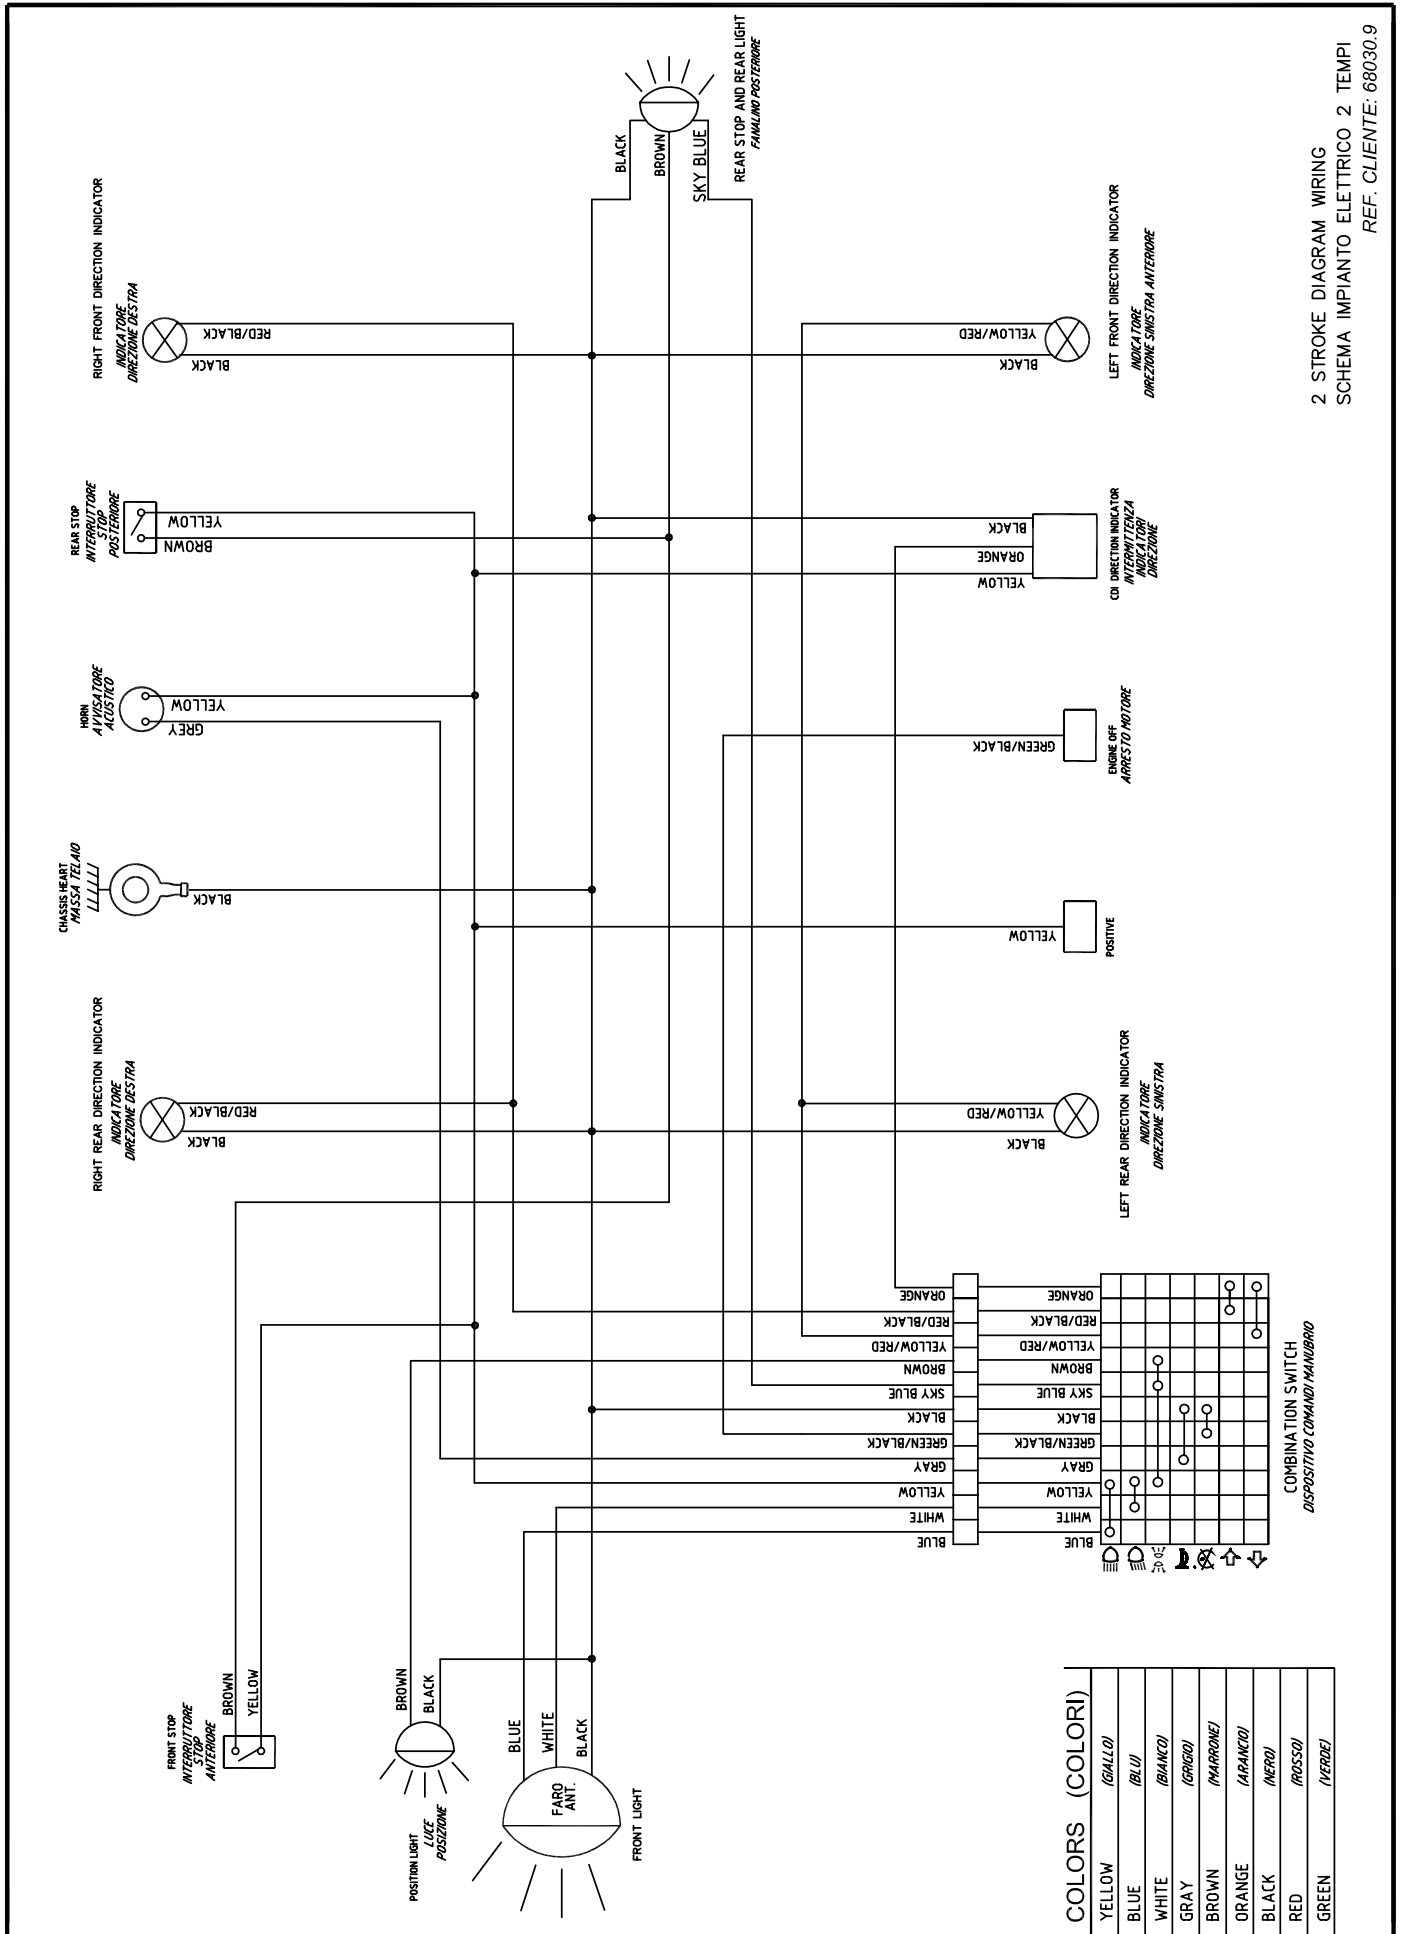 2 STROKE DIAGRAM WIRING
SCHEMA IMPIANTO ELETTRICO 2 TEMPI
REF. CLIENTE: 68030.9
REAR STOP AND REAR LIGHT
FANALINO POSTERIORE
BLACK
BROWN
SKY BLUE
RIGHT FRONT DIRECTION INDICATOR
INDICATORE
DIREZIONE DESTRA
RED/BLACK
BLACK
LEFT FRONT DIRECTION INDICATOR
INDICATORE
DIREZIONE SINISTRA ANTERIORE
YELLOW/RED
BLACK
REAR STOP
INTERRUTTORE
STOP
POSTERIORE
YELLOW
BROWN
CDI DIRECTION INDICATOR
INTERMITTENZA
INDICATORI
DIREZIONE
BLACK
ORANGE
YELLOW
HORN
AVVISATORE
ACUSTICO
YELLOW
GREY
ENGINE OFF
ARRESTO MOTORE
GREEN/BLACK
CHASSIS HEART
MASSA TELAIO
BLACK
POSITIVE
YELLOW
RIGHT REAR DIRECTION INDICATOR
INDICATORE
DIREZIONE DESTRA
RED/BLACK
BLACK
LEFT REAR DIRECTION INDICATOR
INDICATORE
DIREZIONE SINISTRA
YELLOW/RED
BLACK
ORANGE
RED/BLACK
YELLOW/RED
BROWN
SKY BLUE
BLACK
GREEN/BLACK
GRAY
YELLOW
WHITE
BLUE
ORANGE
RED/BLACK
YELLOW/RED
BROWN
SKY BLUE
BLACK
GREEN/BLACK
GRAY
YELLOW
WHITE
BLUE
COMBINATION SWITCH
DISPOSITIVO COMANDI MANUBRIO
FRONT STOP
INTERRUTTORE
STOP
ANTERIORE
BROWN
YELLOW
POSITION LIGHT
LUCE
POSIZIONE
BROWN
BLACK
BLUE
WHITE
BLACK
FARO
ANT.
FRONT LIGHT
COLORS (COLORI)
YELLOW (GIALLO)
BLUE (BLU)
WHITE (BIANCO)
GRAY (GRIGIO)
BROWN (MARRONE)
ORANGE (ARANCIO)
BLACK (NERO)
RED (ROSSO)
GREEN (VERDE)